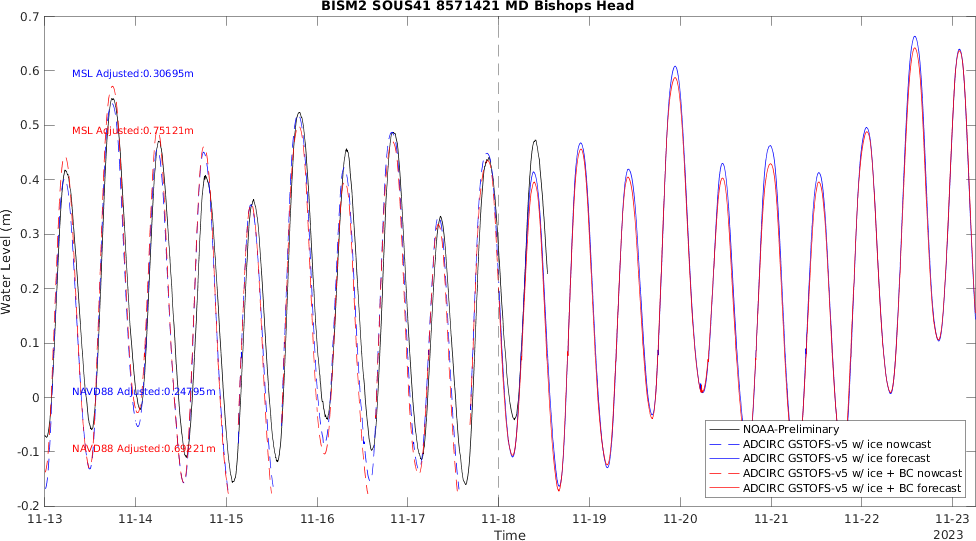 BISM2 SOUS41 8571421 MD Bishops Head
0.7
0.6
0.5
0.4
0.3
0.2
0.1
0
-0.1
-0.2
Water Level (m)
MSL Adjusted:0.30695m
MSL Adjusted:0.75121m
NAVD88 Adjusted:0.24795m
NAVD88 Adjusted:0.69221m
NOAA-Preliminary
ADCIRC GSTOFS-v5 w/ ice nowcast
ADCIRC GSTOFS-v5 w/ ice forecast
ADCIRC GSTOFS-v5 w/ ice + BC nowcast
ADCIRC GSTOFS-v5 w/ ice + BC forecast
11-13 11-14 11-15 11-16 11-17 11-18 11-19 11-20 11-21 11-22 11-23
Time
2023